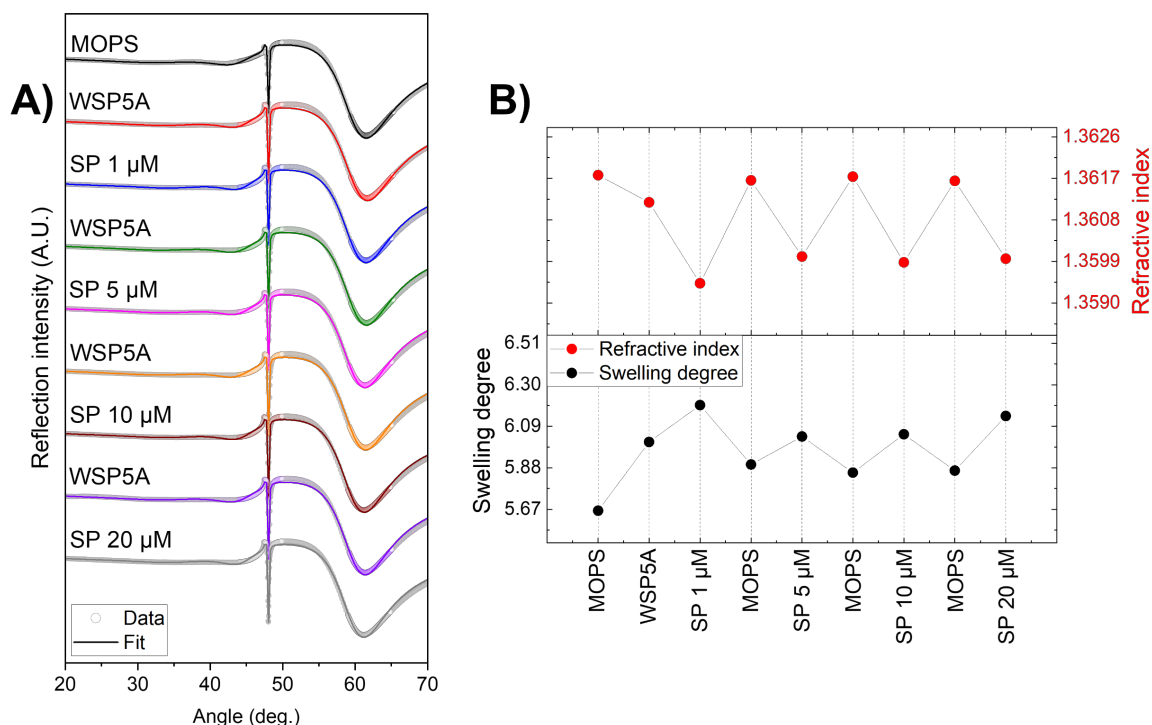 A)
MOPS
WSP5A
SP 1 µM
WSP5A
SP 5 µM
WSP5A
SP 10 µM
WSP5A
SP 20 µM
Data
Fit
Reflection intensity (A.U.)
20 30 40 50 60 70
Angle (deg.)
B)
1.3626
1.3617
1.3608
1.3599
1.3590
Refractive index
6.51
6.30
6.09
5.88
5.67
Swelling degree
Refractive index
Swelling degree
MOPS
WSP5A
SP 1 µM
MOPS
SP 5 µM
MOPS
SP 10 µM
MOPS
SP 20 µM